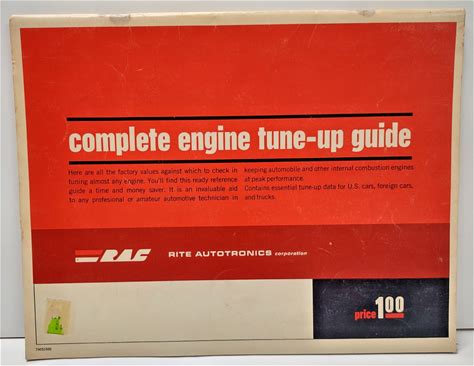 complete engine tune-up guide
Here are all the factory values against which to check in
tuning almost any engine. You'll find this ready reference
guide a time and money saver. It is an invaluable aid
to any profesional or amateur automotive technician in
keeping automobile and other internal combustion engines
at peak performance.
Contains essential tune-up data for U.S. cars, foreign cars,
and trucks.
RAC RITE AUTOTRONICS corporation
price 1.00